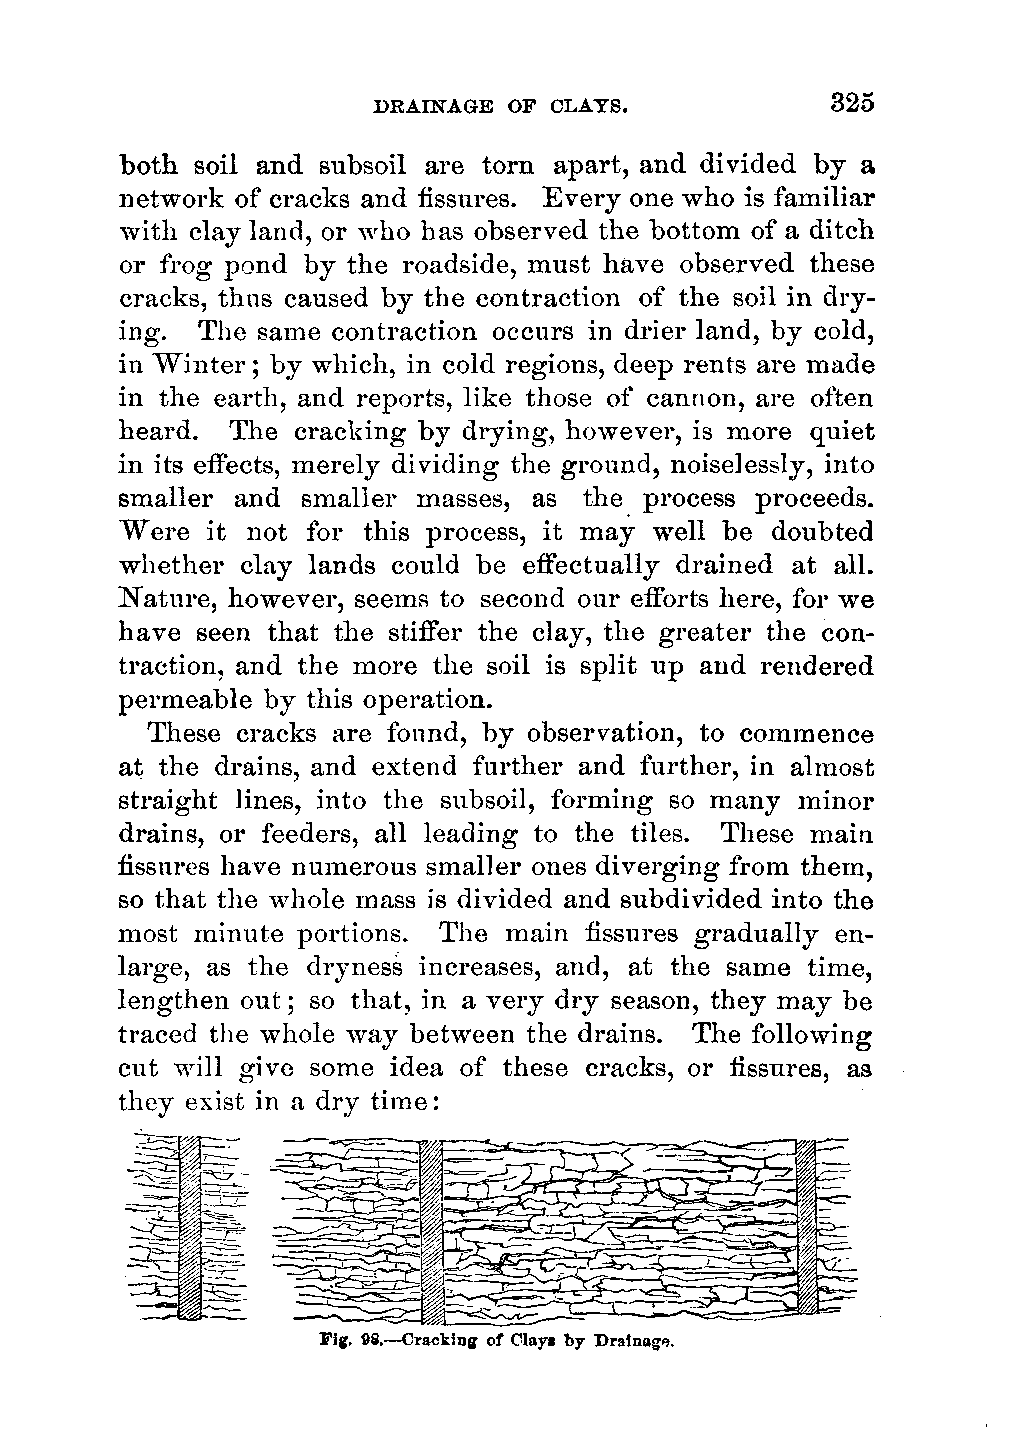 DRAINAGE OF CLAYS. 325
both soil and subsoil are torn apart, and divided by a
network of cracks and fissures. Every one who is familiar
with clay land, or who has observed the bottom of a ditch
or frog pond by the roadside, must have observed these
cracks, thus caused by the contraction of the soil in dry-
ing. The same contraction occurs in drier land, by cold,
in Winter; by which, in cold regions, deep rents are made
in the earth, and reports, like those of cannon, are often
heard. The cracking by drying, however, is more quiet
in its effects, merely dividing the ground, noiselessly, into
smaller and smaller masses, as the process proceeds.
Were it not for this process, it may well be doubted
whether clay lands could be effectually drained at all.
Nature, however, seems to second our efforts here, for we
have seen that the stiffer the clay, the greater the con-
traction, and the more the soil is split up and rendered
permeable by this operation.
These cracks are found, by observation, to commence
at the drains, and extend further and further, in almost
straight lines, into the subsoil, forming so many minor
drains, or feeders, all leading to the tiles. These main
fissures have numerous smaller ones diverging from them,
so that the whole mass is divided and subdivided into the
most minute portions. The main fissures gradually en-
large, as the dryness increases, and, at the same time,
lengthen out; so that, in a very dry season, they may be
traced the whole way between the drains. The following
cut will give some idea of these cracks, or fissures, as
they exist in a dry time:
Fig. 98.—Cracking of Clays by Drainage.